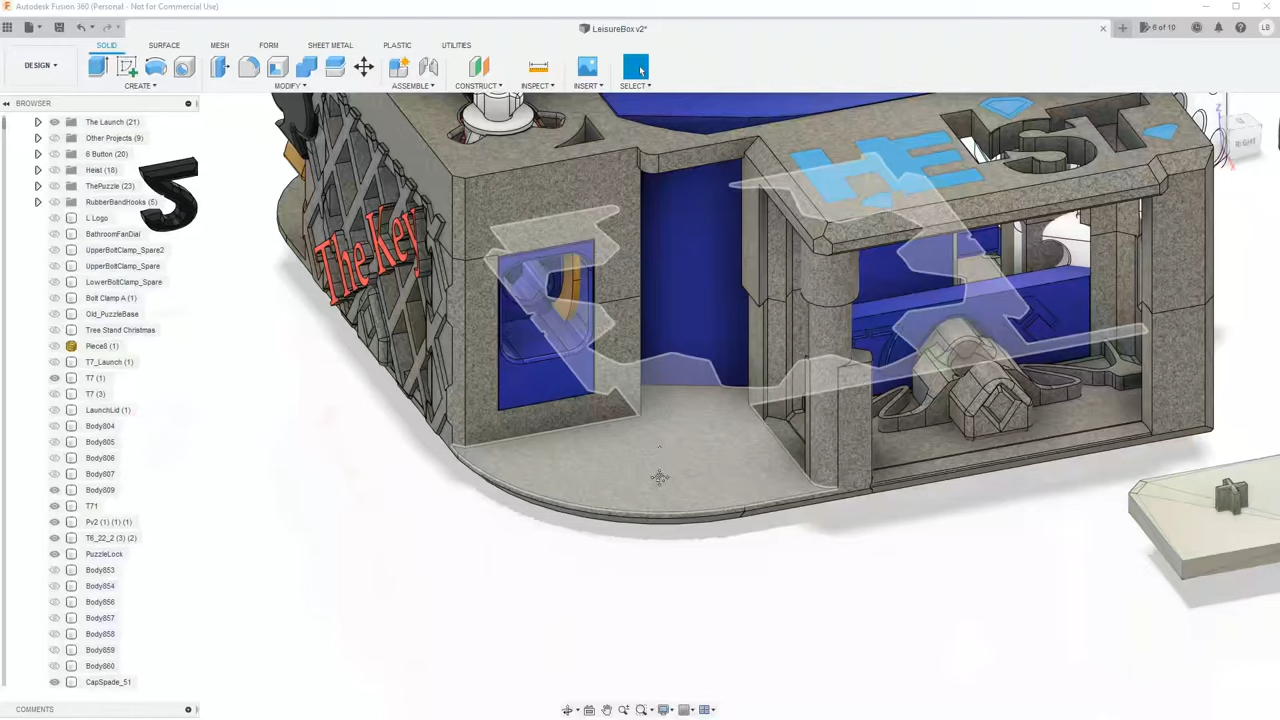 Autodesk Fusion 360 (Personal - Not for Commercial Use)
LeisureBox v2*
6 of 10
LB
SOLID SURFACE MESH FORM SHEET METAL PLASTIC UTILITIES
DESIGN
CREATE MODIFY ASSEMBLE CONSTRUCT INSPECT INSERT SELECT
BROWSER
The Launch (21)
Other Projects (9)
6 Button (20)
Heist (18)
ThePuzzle (23)
RubberBandHooks (5)
L Logo
BathroomFanDial
UpperBoltClamp_Spare2
UpperBoltClamp_Spare
LowerBoltClamp_Spare
Bolt Clamp A (1)
Old_PuzzleBase
Tree Stand Christmas
Piece8 (1)
T7_Launch (1)
T7 (1)
T7 (3)
LaunchLid (1)
Body804
Body805
Body806
Body807
Body809
T71
Pv2 (1) (1) (1)
T6_22_2 (3) (2)
PuzzleLock
Body853
Body854
Body856
Body857
Body858
Body859
Body860
CapSpade_51
COMMENTS
The Key
HEIST
Z
RIGHT
X
5